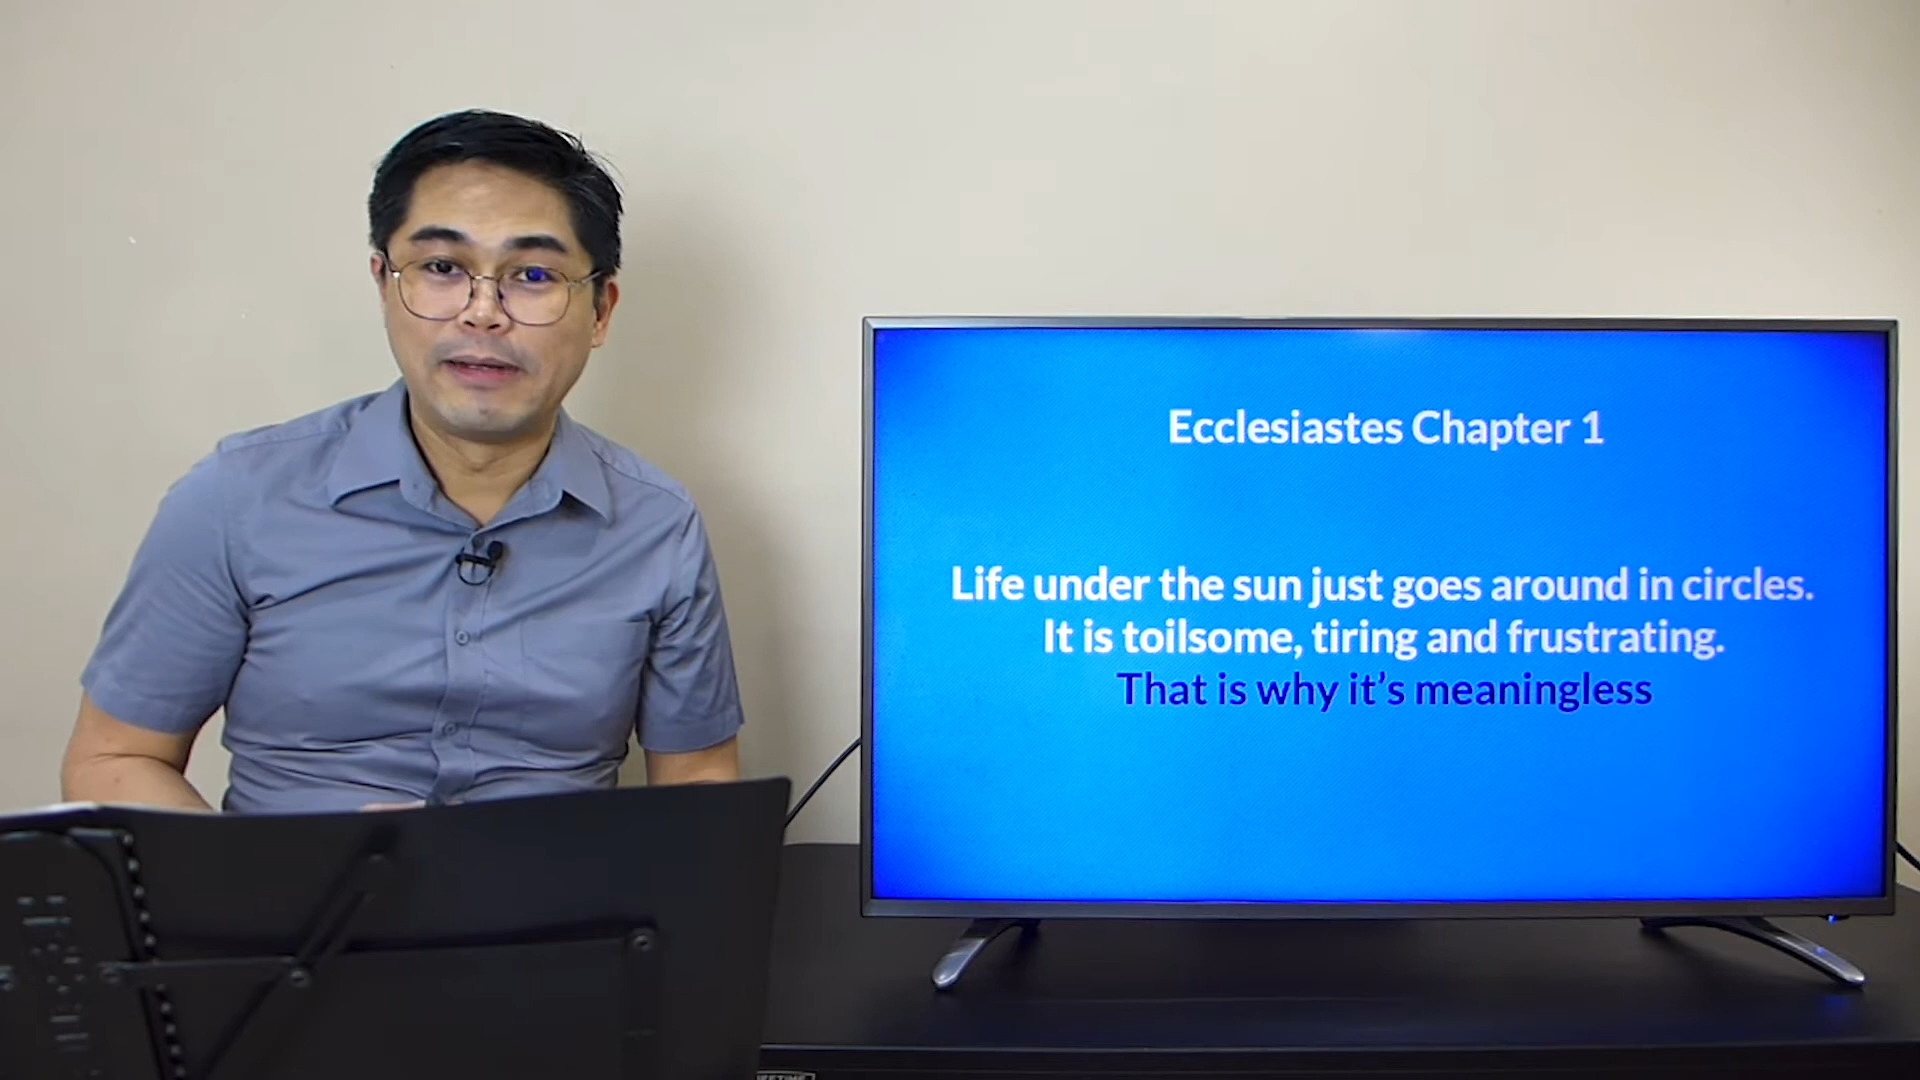 Ecclesiastes Chapter 1
Life under the sun just goes around in circles.
It is toilsome, tiring and frustrating.
That is why it’s meaningless